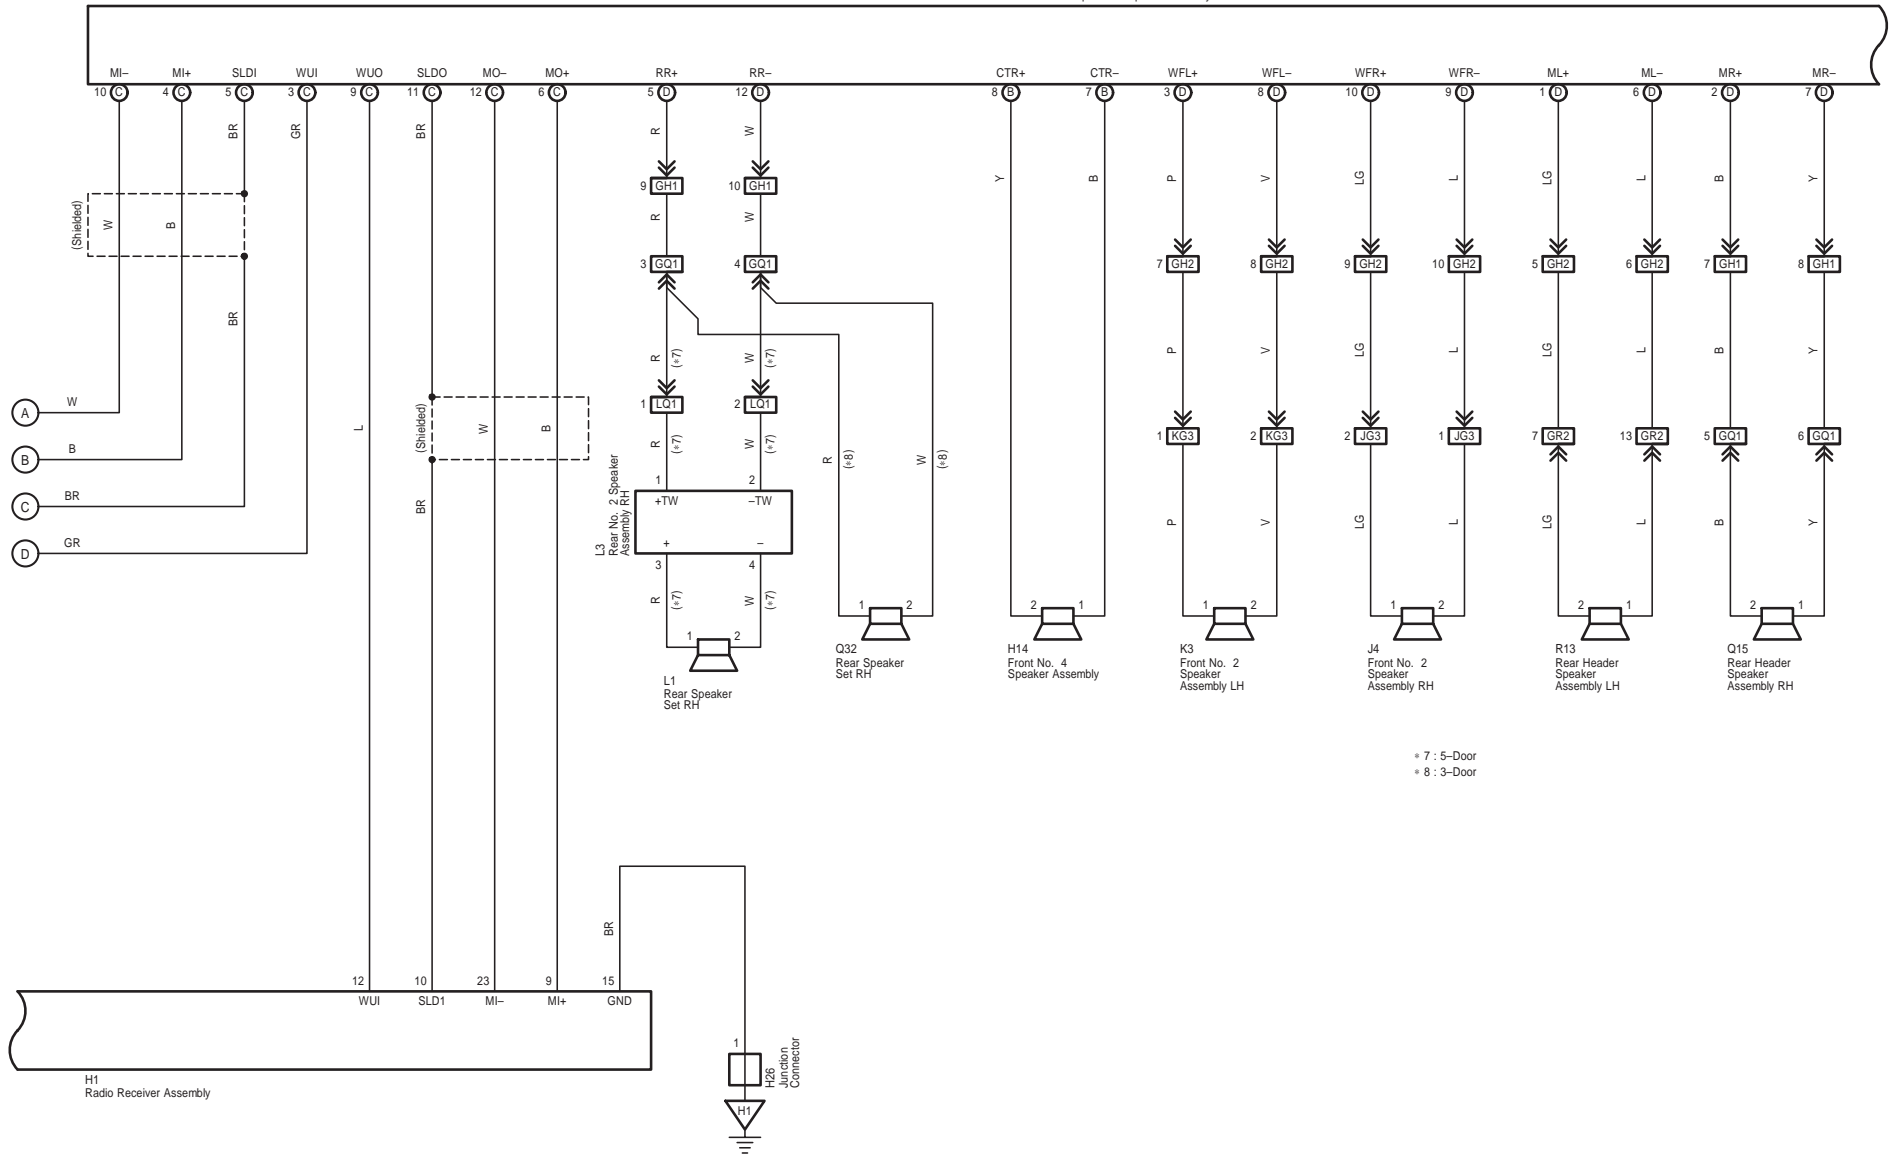 MI– MI+ SLDI WUI WUO SLDO MO– MO+ RR+ RR– CTR+ CTR– WFL+ WFL– WFR+ WFR– ML+ ML– MR+ MR–
10 C 4 C 5 C 3 C 9 C 11 C 12 C 6 C 5 D 12 D 8 B 7 B 3 D 8 D 10 D 9 D 1 D 6 D 2 D 7 D
BR GR BR R W
Y B P V LG L LG L B Y
9 GH1 10 GH1
(Shielded) W B R W
3 GQ1 4 GQ1 7 GH2 8 GH2 9 GH2 10 GH2 5 GH2 6 GH2 7 GH1 8 GH1
BR
R (*7) W (*7) P V LG L LG L B Y
A W
1 LQ1 2 LQ1
L (Shielded) W B
R (*7) W (*7)
1 KG3 2 KG3 2 JG3 1 JG3 7 GR2 13 GR2 5 GQ1 6 GQ1
B B
R (*8) W (*8)
1 2
C BR
BR
+TW –TW
L3
Rear No. 2 Speaker
Assembly RH
P V LG L LG L B Y
D GR
+ –
3 4
R (*7) W (*7)
1 2 2 1 1 2 1 2 2 1 2 1
1 2
Q32
Rear Speaker
Set RH
H14
Front No. 4
Speaker Assembly
K3
Front No. 2
Speaker
Assembly LH
J4
Front No. 2
Speaker
Assembly RH
R13
Rear Header
Speaker
Assembly LH
Q15
Rear Header
Speaker
Assembly RH
L1
Rear Speaker
Set RH
* 7 : 5–Door
* 8 : 3–Door
BR
12 10 23 9 15
WUI SLD1 MI– MI+ GND
1
H26
Junction
Connector
H1
Radio Receiver Assembly
H1